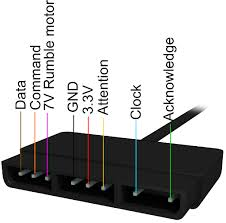 Data
Command
7V Rumble motor
GND
3.3V
Attention
Clock
Acknowledge